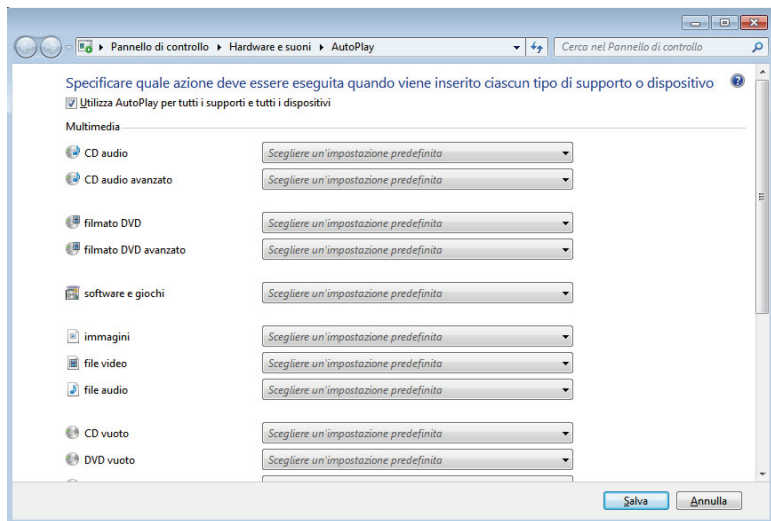 Pannello di controllo Hardware e suoni AutoPlay Cerca nel Pannello di controllo
Specificare quale azione deve essere eseguita quando viene inserito ciascun tipo di supporto o dispositivo
Utilizza AutoPlay per tutti i supporti e tutti i dispositivi
Multimedia
CD audio Scegliere un'impostazione predefinita
CD audio avanzato Scegliere un'impostazione predefinita
filmato DVD Scegliere un'impostazione predefinita
filmato DVD avanzato Scegliere un'impostazione predefinita
software e giochi Scegliere un'impostazione predefinita
immagini Scegliere un'impostazione predefinita
file video Scegliere un'impostazione predefinita
file audio Scegliere un'impostazione predefinita
CD vuoto Scegliere un'impostazione predefinita
DVD vuoto Scegliere un'impostazione predefinita
Salva Annulla